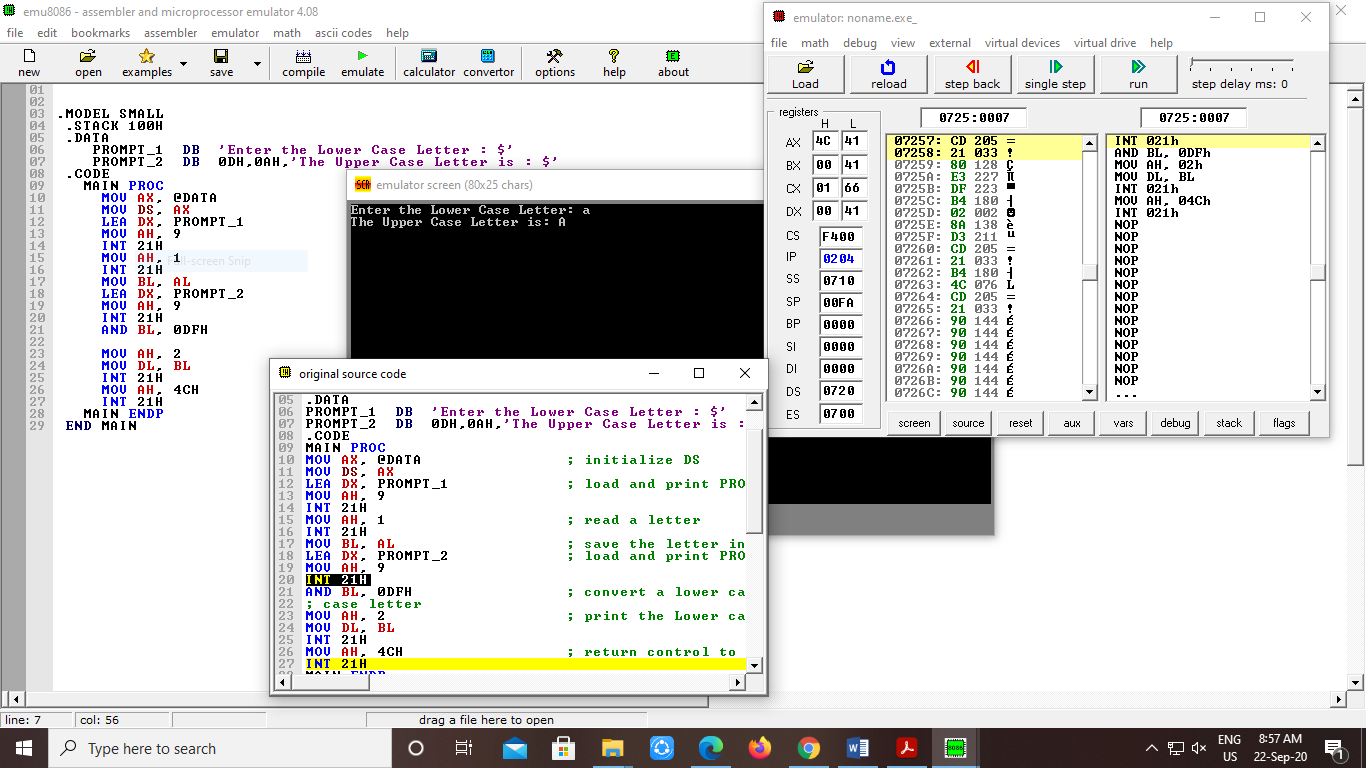 emu8086 - assembler and microprocessor emulator 4.08
file edit bookmarks assembler emulator math ascii codes help
new open examples save compile emulate calculator convertor options help about
01
02
03 .MODEL SMALL
04 .STACK 100H
05 .DATA
06 PROMPT_1 DB 'Enter the Lower Case Letter : $'
07 PROMPT_2 DB 0DH,0AH,'The Upper Case Letter is : $'
08 .CODE
09 MAIN PROC
10 MOV AX, @DATA
11 MOV DS, AX
12 LEA DX, PROMPT_1
13 MOV AH, 9
14 INT 21H
15 MOV AH, 1
16 INT 21H
17 MOV BL, AL
18 LEA DX, PROMPT_2
19 MOV AH, 9
20 INT 21H
21 AND BL, 0DFH
22
23 MOV AH, 2
24 MOV DL, BL
25 INT 21H
26 MOV AH, 4CH
27 INT 21H
28 MAIN ENDP
29 END MAIN
Full-screen Snip
emulator screen (80x25 chars)
Enter the Lower Case Letter: a
The Upper Case Letter is: A
original source code
05 .DATA
06 PROMPT_1 DB 'Enter the Lower Case Letter : $'
07 PROMPT_2 DB 0DH,0AH,'The Upper Case Letter is :
08 .CODE
09 MAIN PROC
10 MOV AX, @DATA ; initialize DS
11 MOV DS, AX
12 LEA DX, PROMPT_1 ; load and print PRO
13 MOV AH, 9
14 INT 21H
15 MOV AH, 1 ; read a letter
16 INT 21H
17 MOV BL, AL ; save the letter in
18 LEA DX, PROMPT_2 ; load and print PRO
19 MOV AH, 9
20 INT 21H
21 AND BL, 0DFH ; convert a lower ca
22 ; case letter
23 MOV AH, 2 ; print the Lower ca
24 MOV DL, BL
25 INT 21H
26 MOV AH, 4CH ; return control to
27 INT 21H
28 MAIN ENDP
emulator: noname.exe_
file math debug view external virtual devices virtual drive help
Load reload step back single step run step delay ms: 0
registers
H L
AX 4C 41
BX 00 41
CX 01 66
DX 00 41
CS F400
IP 0204
SS 0710
SP 00FA
BP 0000
SI 0000
DI 0000
DS 0720
ES 0700
0725:0007 0725:0007
07257: CD 205 =
07258: 21 033 !
07259: 80 128 Ç
0725A: E3 227
0725B: DF 223 ▀
0725C: B4 180 ┤
0725D: 02 002 ☻
0725E: 8A 138 è
0725F: D3 211
07260: CD 205 =
07261: 21 033 !
07262: B4 180 ┤
07263: 4C 076 L
07264: CD 205 =
07265: 21 033 !
07266: 90 144 É
07267: 90 144 É
07268: 90 144 É
07269: 90 144 É
0726A: 90 144 É
0726B: 90 144 É
0726C: 90 144 É
INT 021h
AND BL, 0DFh
MOV AH, 02h
MOV DL, BL
INT 021h
MOV AH, 04Ch
INT 021h
NOP
NOP
NOP
NOP
NOP
NOP
NOP
NOP
NOP
NOP
NOP
NOP
NOP
NOP
...
screen source reset aux vars debug stack flags
line: 7 col: 56 drag a file here to open
Type here to search
ENG
US
8:57 AM
22-Sep-20
1